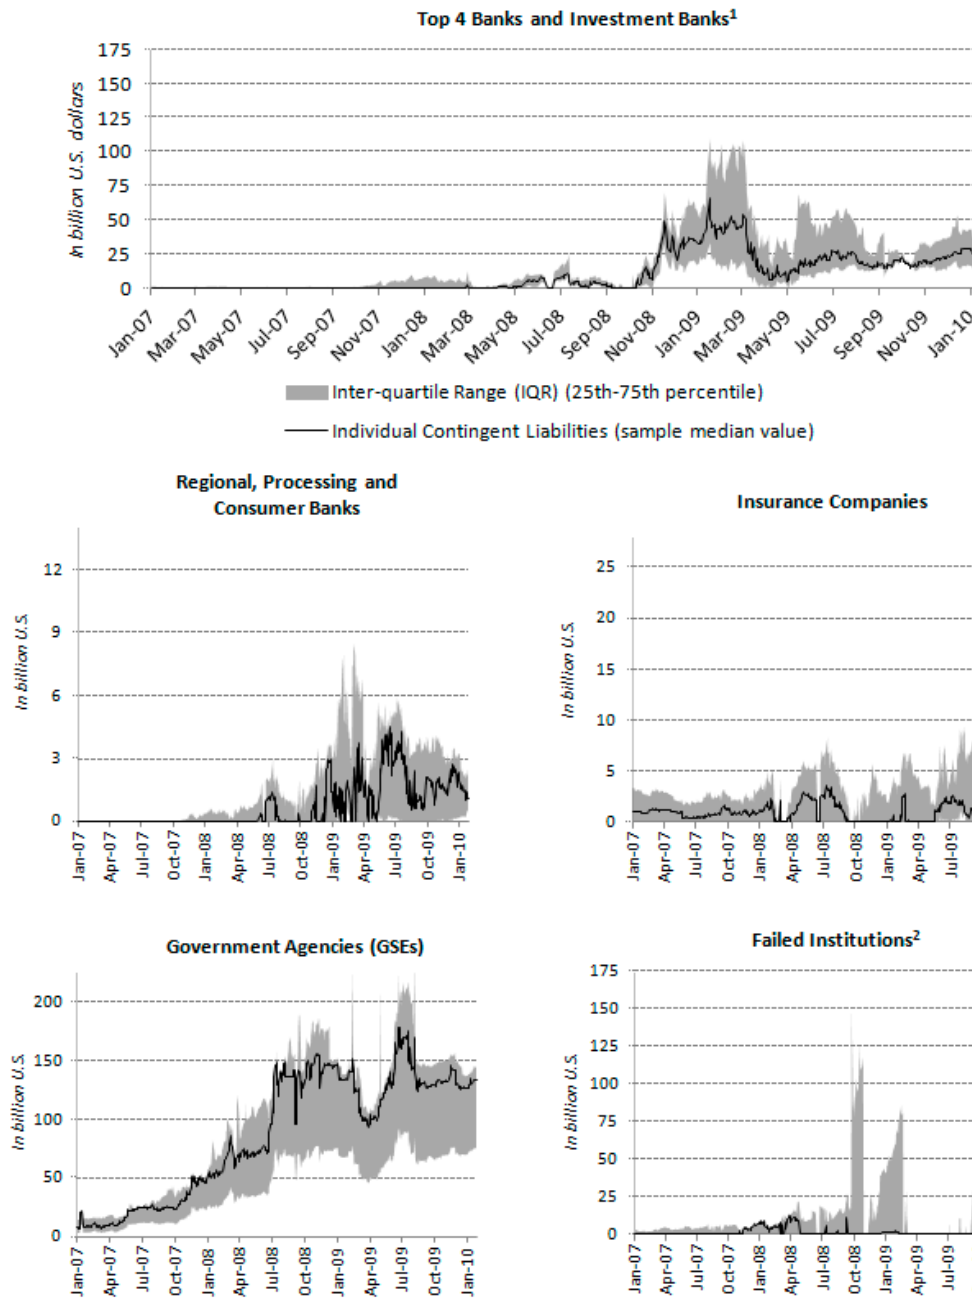 Top 4 Banks and Investment Banks¹
In billion U.S. dollars
175
150
125
100
75
50
25
0
Jan-07
Mar-07
May-07
Jul-07
Sep-07
Nov-07
Jan-08
Mar-08
May-08
Jul-08
Sep-08
Nov-08
Jan-09
Mar-09
May-09
Jul-09
Sep-09
Nov-09
Jan-10
Inter-quartile Range (IQR) (25th-75th percentile)
Individual Contingent Liabilities (sample median value)
Regional, Processing and
Consumer Banks
In billion U.S.
12
9
6
3
0
Jan-07
Apr-07
Jul-07
Oct-07
Jan-08
Apr-08
Jul-08
Oct-08
Jan-09
Apr-09
Jul-09
Oct-09
Jan-10
Insurance Companies
In billion U.S.
25
20
15
10
5
0
Jan-07
Apr-07
Jul-07
Oct-07
Jan-08
Apr-08
Jul-08
Oct-08
Jan-09
Apr-09
Jul-09
Government Agencies (GSEs)
In billion U.S.
200
150
100
50
0
Jan-07
Apr-07
Jul-07
Oct-07
Jan-08
Apr-08
Jul-08
Oct-08
Jan-09
Apr-09
Jul-09
Oct-09
Jan-10
Failed Institutions²
In billion U.S.
175
150
125
100
75
50
25
0
Jan-07
Apr-07
Jul-07
Oct-07
Jan-08
Apr-08
Jul-08
Oct-08
Jan-09
Apr-09
Jul-09